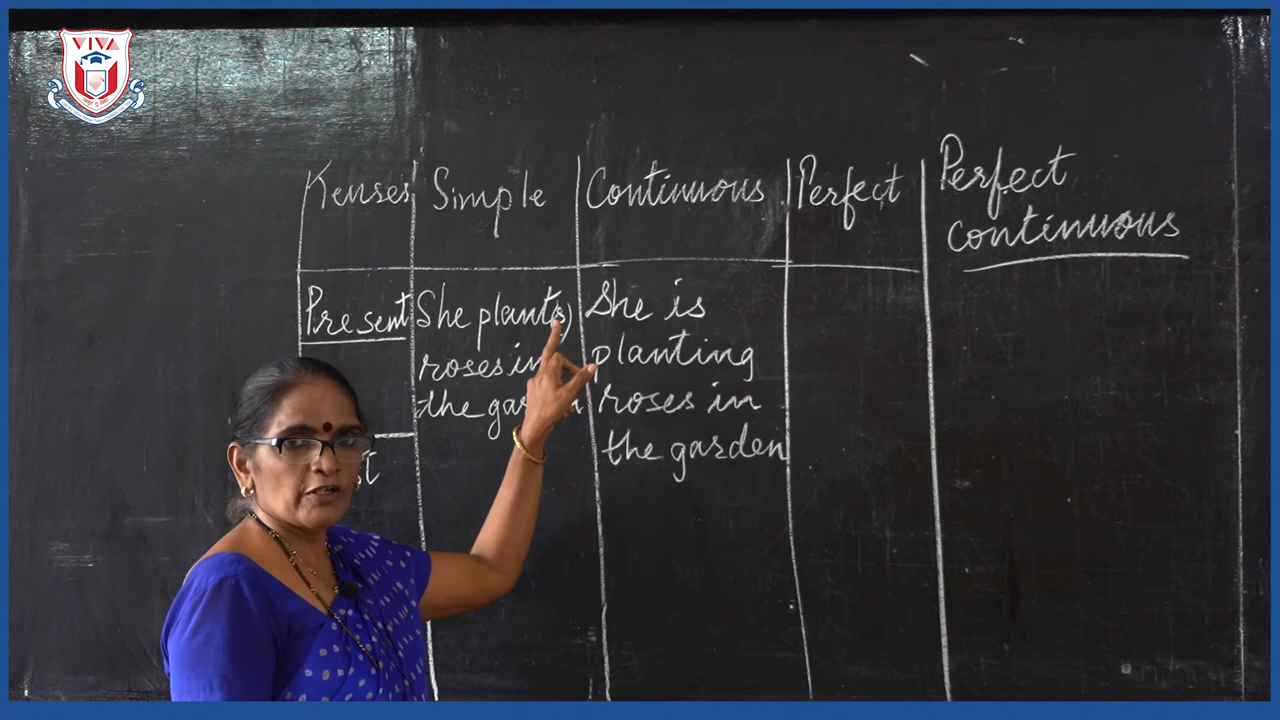 VIVA
Tenses Simple Continuous Perfect Perfect
continuous
Present She plants She is
roses in planting
the garden roses in
the garden